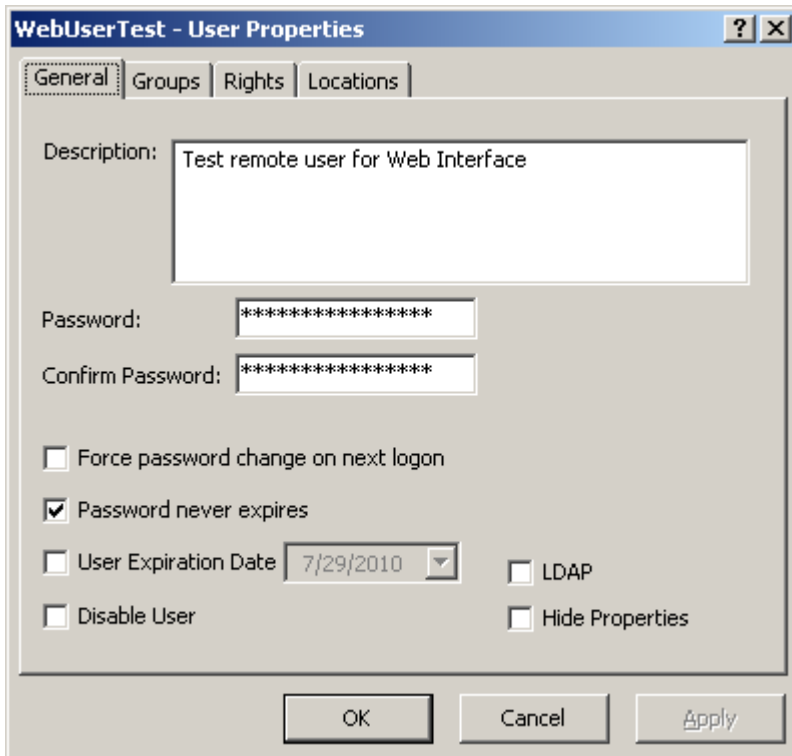 WebUserTest - User Properties
General Groups Rights Locations
Description: Test remote user for Web Interface
Password: ****************
Confirm Password: ****************
Force password change on next logon
Password never expires
User Expiration Date 7/29/2010
LDAP
Disable User
Hide Properties
OK Cancel Apply